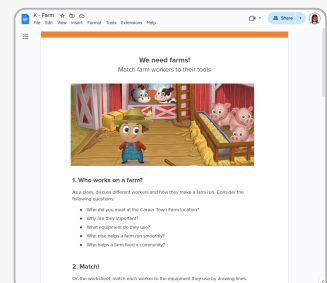 K - Farm
File Edit View Insert Format Tools Extensions Help
Share
We need farms!
Match farm workers to their tools
1. Who works on a farm?
As a class, discuss different workers and how they make a farm run. Consider the
following questions:
● Who did you meet at the Career Town Farm location?
● Why are they important?
● What equipment do they use?
● Who else helps a farm run smoothly?
● Who helps a farm feed a community?
2. Match!
On the worksheet, match each worker to the equipment they use by drawing lines.